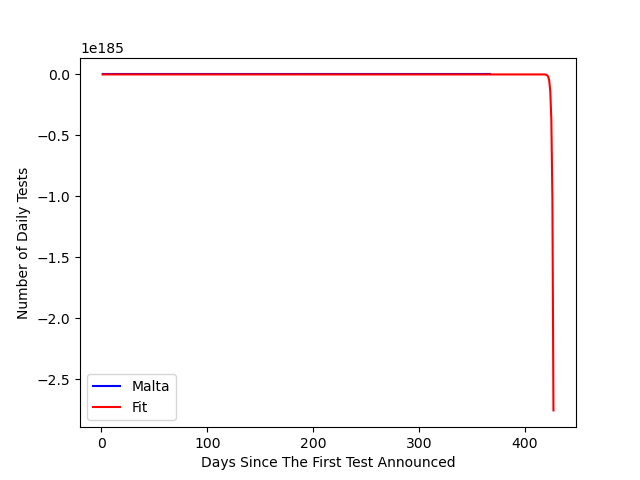 1e185
0.0
−0.5
−1.0
−1.5
−2.0
−2.5
Number of Daily Tests
Malta
Fit
0 100 200 300 400
Days Since The First Test Announced